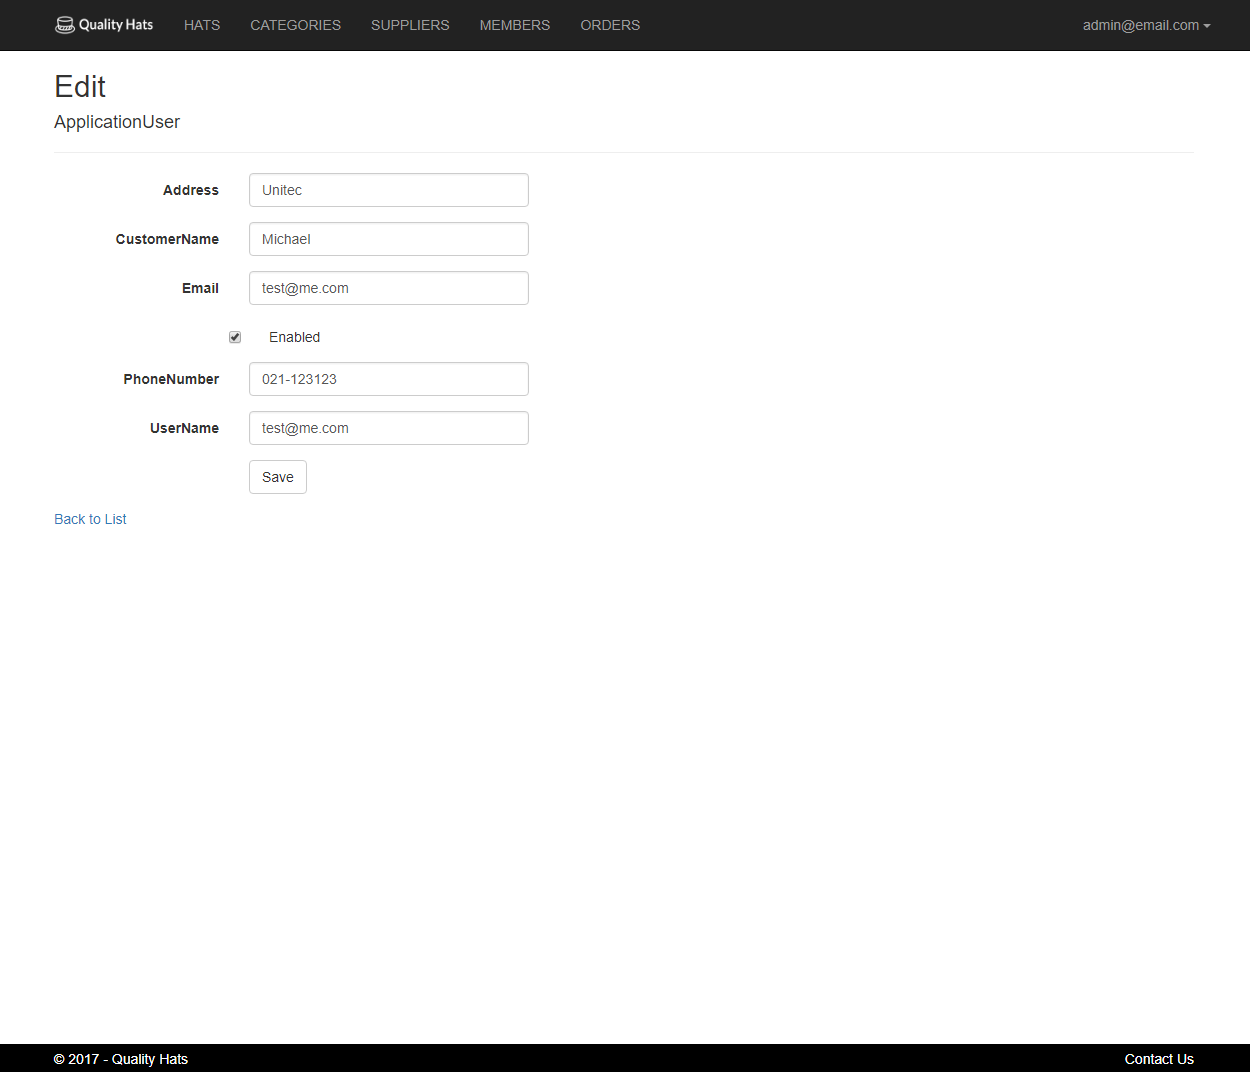 Quality Hats HATS CATEGORIES SUPPLIERS MEMBERS ORDERS admin@email.com
Edit
ApplicationUser
Address Unitec
CustomerName Michael
Email test@me.com
Enabled
PhoneNumber 021-123123
UserName test@me.com
Save
Back to List
© 2017 - Quality Hats Contact Us